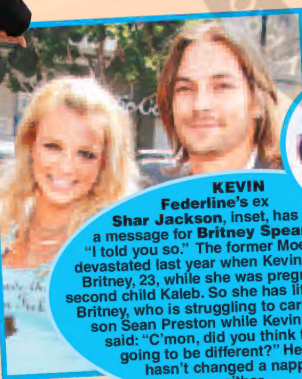 KEVIN
Federline's ex
Shar Jackson, inset, has
a message for Britney Spear
"I told you so." The former Moe
devastated last year when Kevin
Britney, 23, while she was pregn
second child Kaleb. So she has lit
Britney, who is struggling to car
son Sean Preston while Kevin
said: "C'mon, did you think t
going to be different?" He
hasn't changed a napp